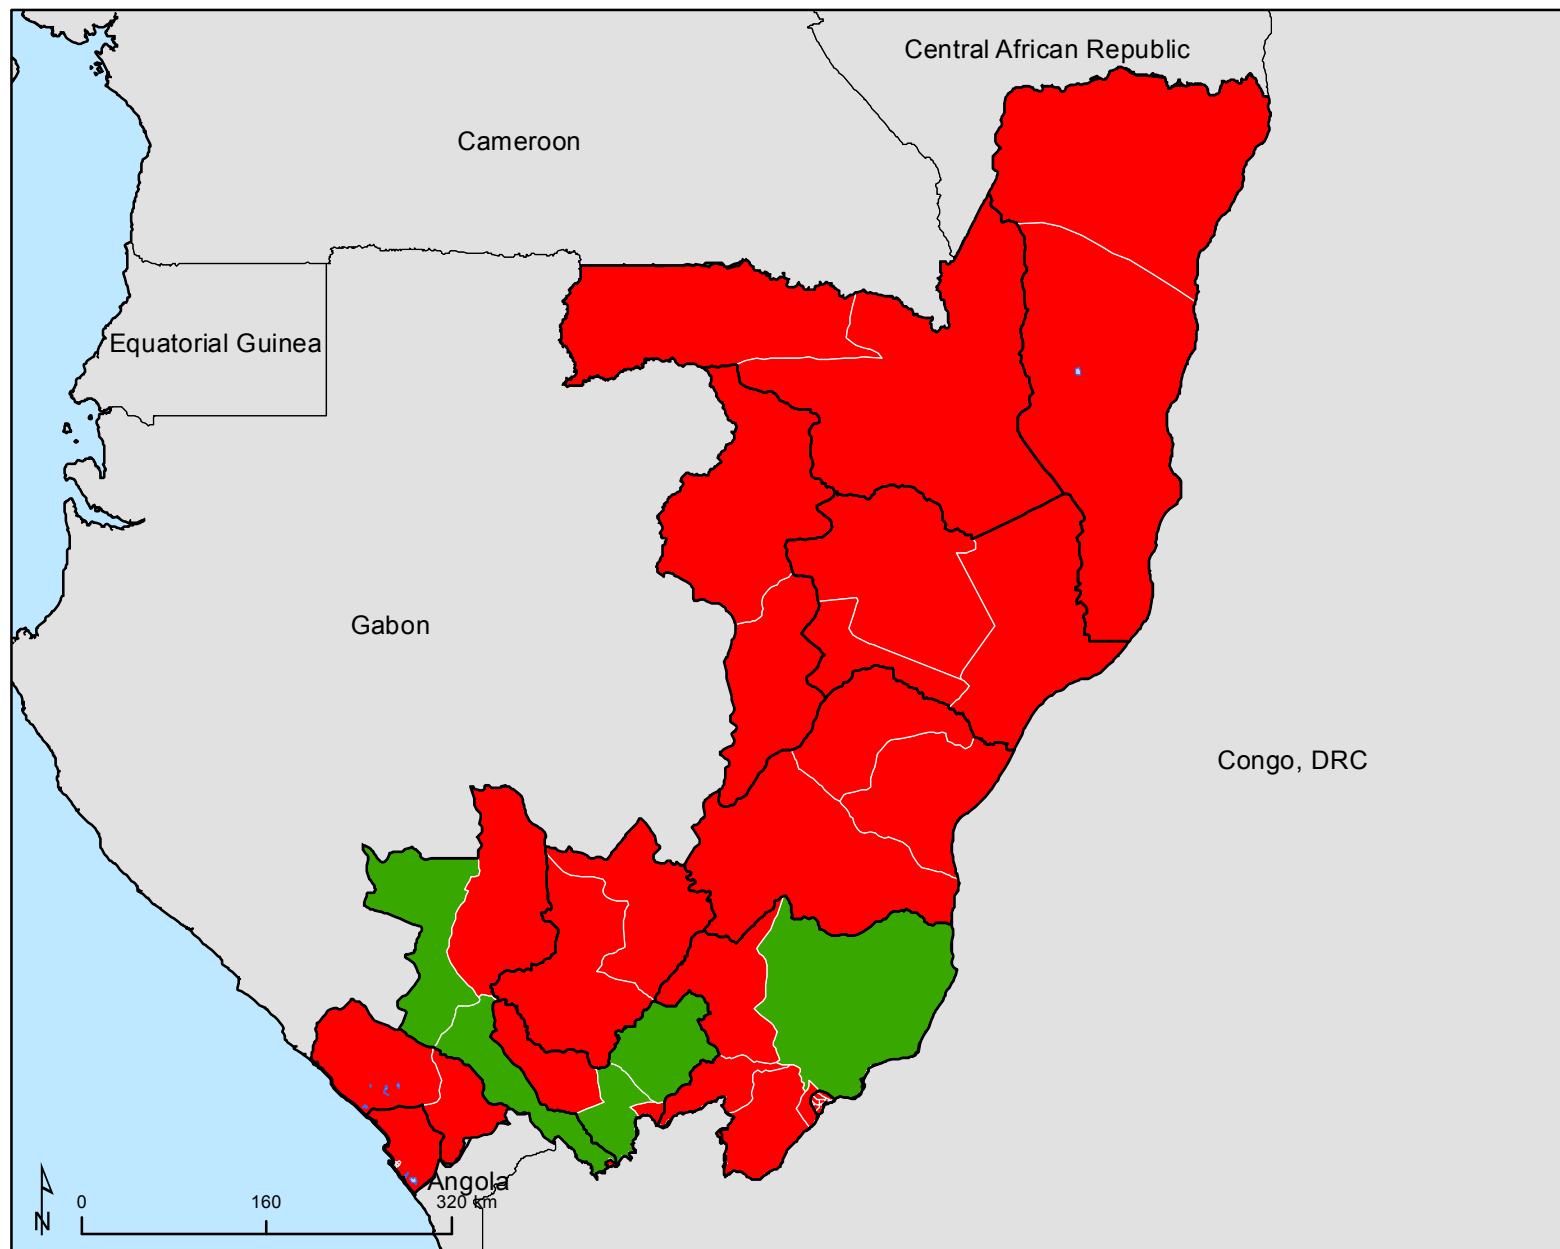 Central African Republic
Cameroon
Equatorial Guinea
Gabon
Congo, DRC
Angola
0 160 320 km
N